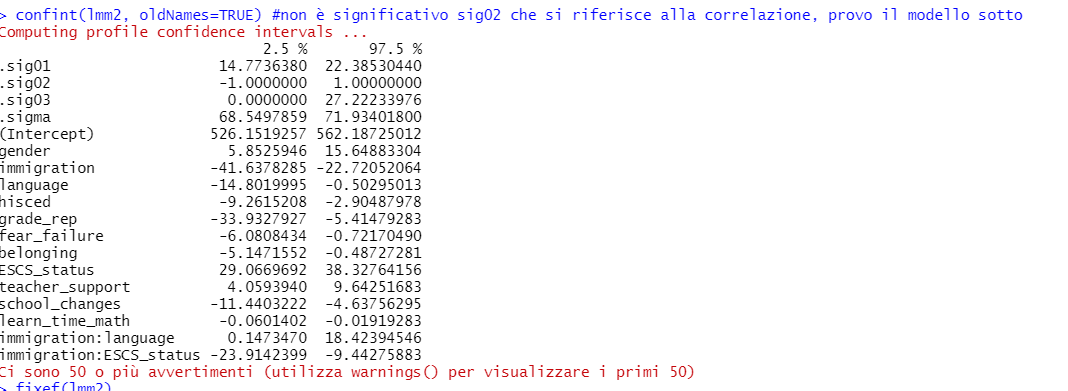 > confint(lmm2, oldNames=TRUE) #non è significativo sig02 che si riferisce alla correlazione, provo il modello sotto
Computing profile confidence intervals ...
2.5 % 97.5 %
.sig01 14.7736380 22.38530440
.sig02 -1.0000000 1.00000000
.sig03 0.0000000 27.22233976
.sigma 68.5497859 71.93401800
(Intercept) 526.1519257 562.18725012
gender 5.8525946 15.64883304
immigration -41.6378285 -22.72052064
language -14.8019995 -0.50295013
hisced -9.2615208 -2.90487978
grade_rep -33.9327927 -5.41479283
fear_failure -6.0808434 -0.72170490
belonging -5.1471552 -0.48727281
ESCS_status 29.0669692 38.32764156
teacher_support 4.0593940 9.64251683
school_changes -11.4403222 -4.63756295
learn_time_math -0.0601402 -0.01919283
immigration:language 0.1473470 18.42394546
immigration:ESCS_status -23.9142399 -9.44275883
Ci sono 50 o più avvertimenti (utilizza warnings() per visualizzare i primi 50)
> fixef(lmm2)